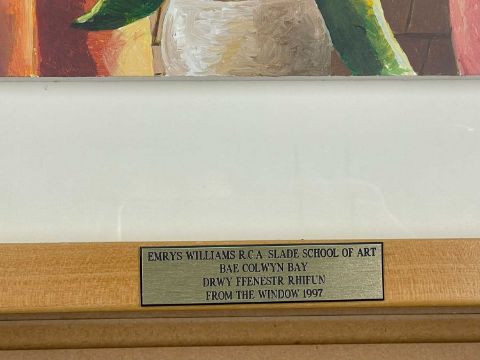 EMRYS WILLIAMS R.C.A SLADE SCHOOL OF ART
BAE COLWYN BAY
DRWY FFENESTR RHIFUN
FROM THE WINDOW 1997